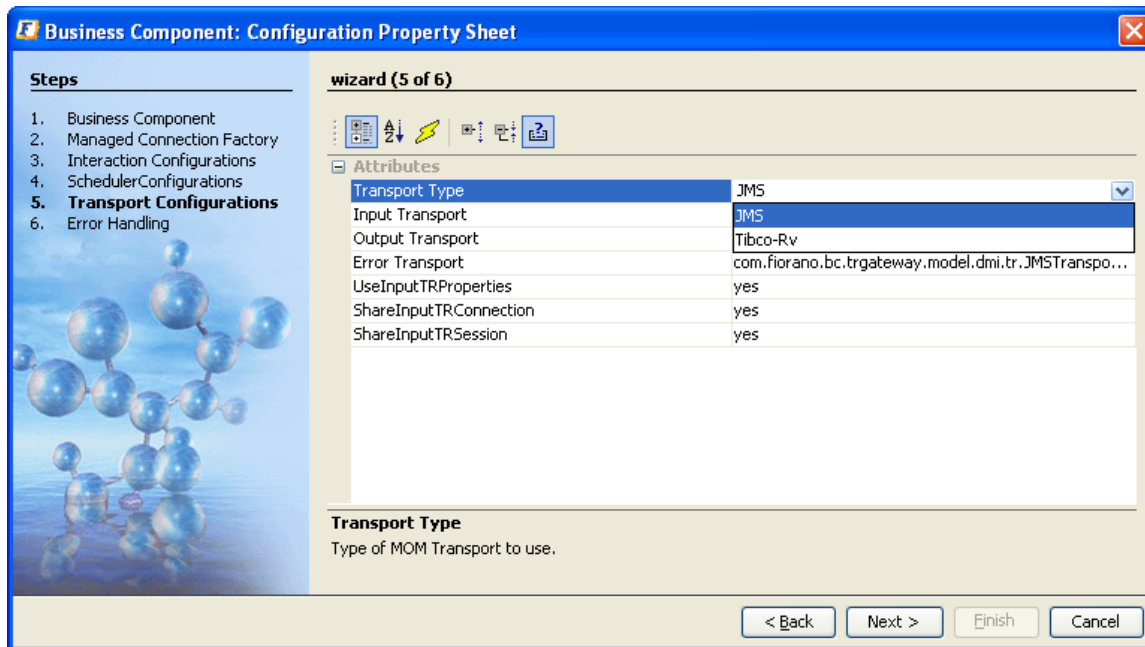 Business Component: Configuration Property Sheet
Steps
1. Business Component
2. Managed Connection Factory
3. Interaction Configurations
4. SchedulerConfigurations
5. Transport Configurations
6. Error Handling
wizard (5 of 6)
Attributes
Transport Type JMS
Input Transport JMS
Output Transport Tibco-Rv
Error Transport com.fiorano.bc.trgateway.model.dmi.tr.JMSTranspo...
UseInputTRProperties yes
ShareInputTRConnection yes
ShareInputTRSession yes
Transport Type
Type of MOM Transport to use.
< Back Next > Finish Cancel